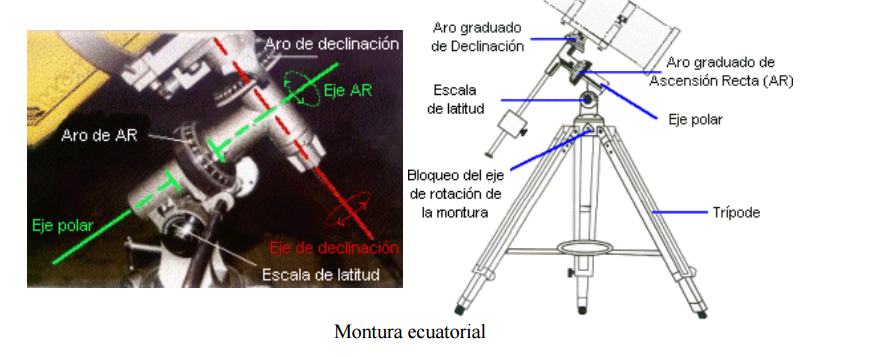 Aro de declinación
Eje AR
Aro de AR
Eje polar
Eje de declinación
Escala de latitud
Aro graduado
de Declinación
Aro graduado de
Ascensión Recta (AR)
Escala
de latitud
Eje polar
Bloqueo del eje
de rotación de
la montura
Trípode
Montura ecuatorial